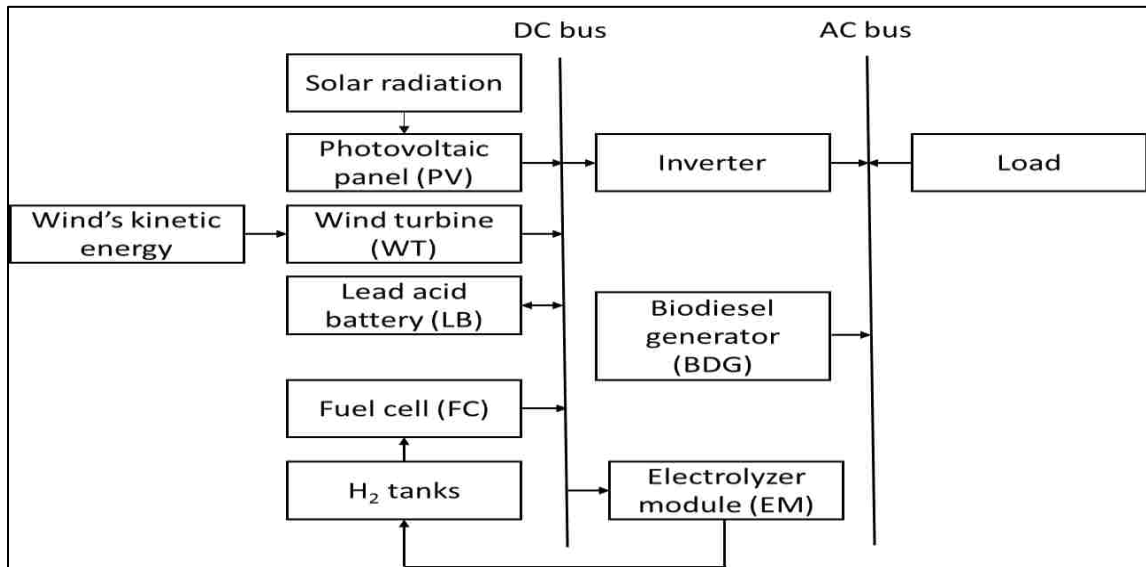 DC bus
AC bus
Solar radiation
Photovoltaic
panel (PV)
Inverter
Load
Wind's kinetic
energy
Wind turbine
(WT)
Lead acid
battery (LB)
Biodiesel
generator
(BDG)
Fuel cell (FC)
H₂ tanks
Electrolyzer
module (EM)